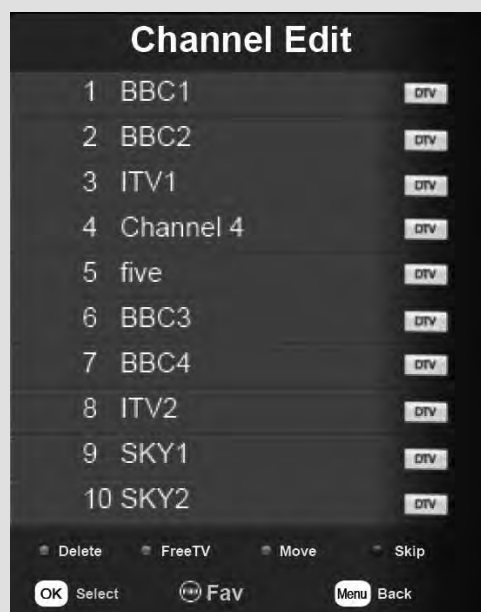 Channel Edit
1 BBC1 DTV
2 BBC2 DTV
3 ITV1 DTV
4 Channel 4 DTV
5 five DTV
6 BBC3 DTV
7 BBC4 DTV
8 ITV2 DTV
9 SKY1 DTV
10 SKY2 DTV
Delete FreeTV Move Skip
OK Select Fav Menu Back